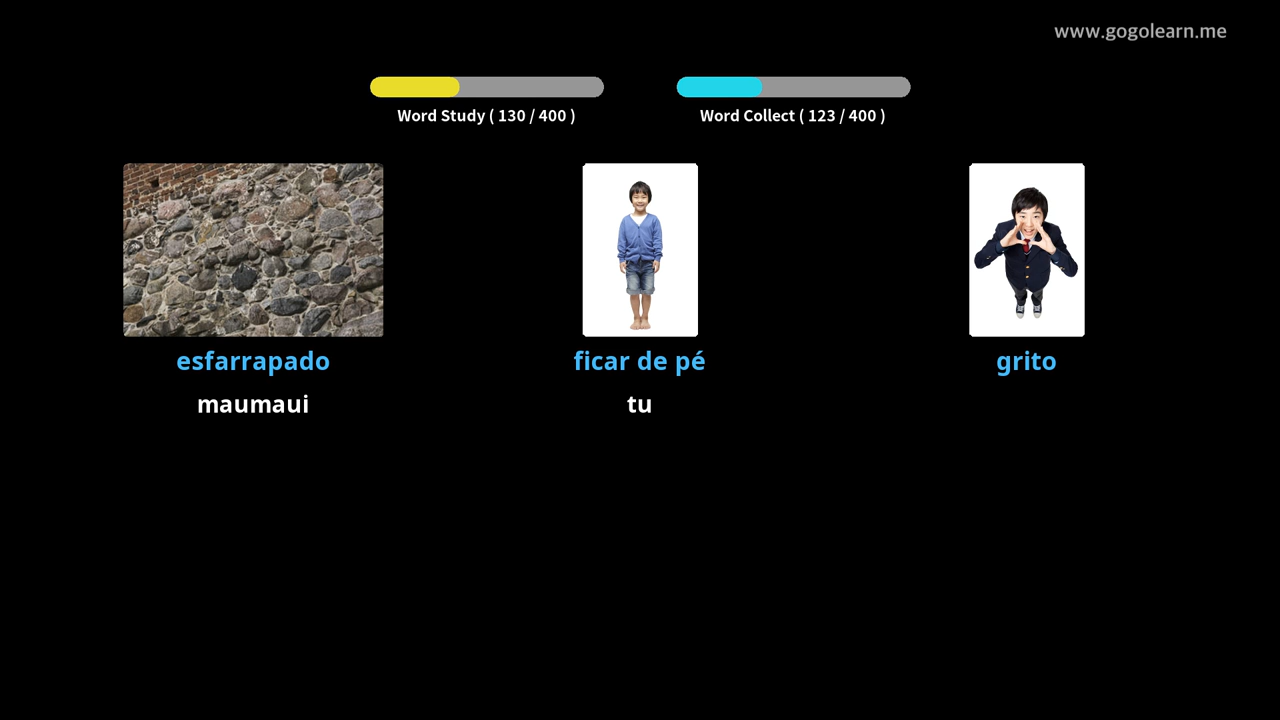 www.gogolearn.me
Word Study ( 130 / 400 )
Word Collect ( 123 / 400 )
esfarrapado
ficar de pé
grito
maumaui
tu